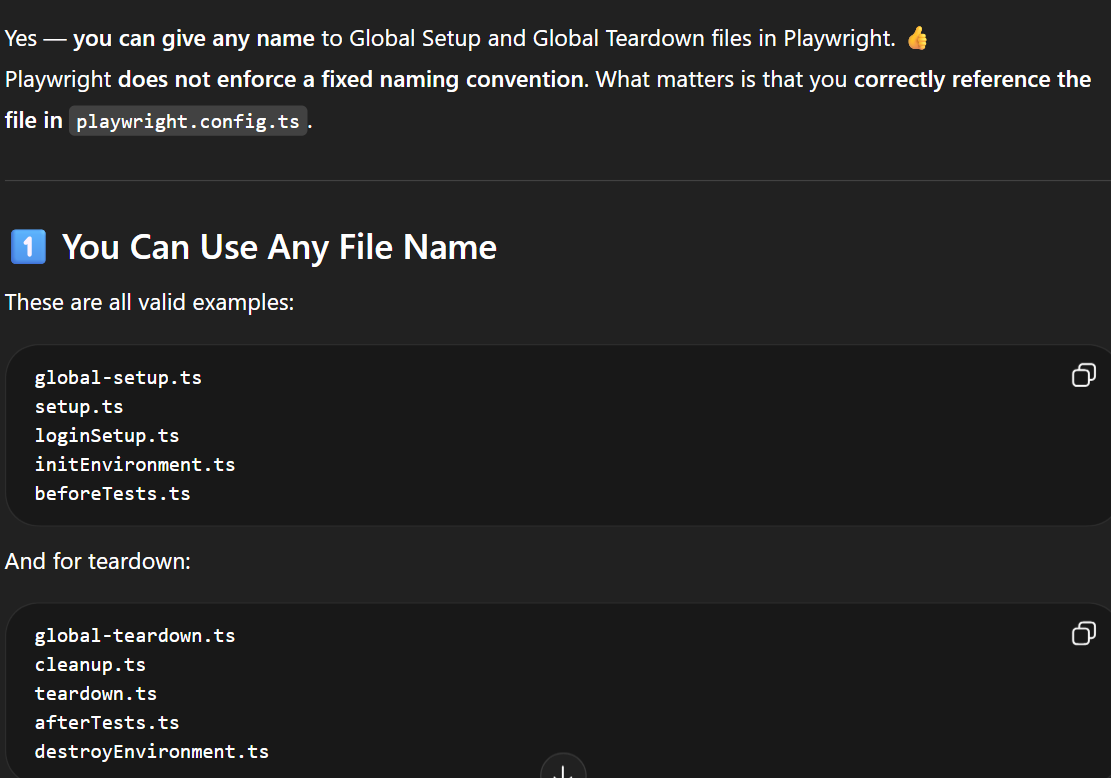 Yes — you can give any name to Global Setup and Global Teardown files in Playwright. 👍
Playwright does not enforce a fixed naming convention. What matters is that you correctly reference the
file in playwright.config.ts.
1 You Can Use Any File Name
These are all valid examples:
global-setup.ts
setup.ts
loginSetup.ts
initEnvironment.ts
beforeTests.ts
And for teardown:
global-teardown.ts
cleanup.ts
teardown.ts
afterTests.ts
destroyEnvironment.ts